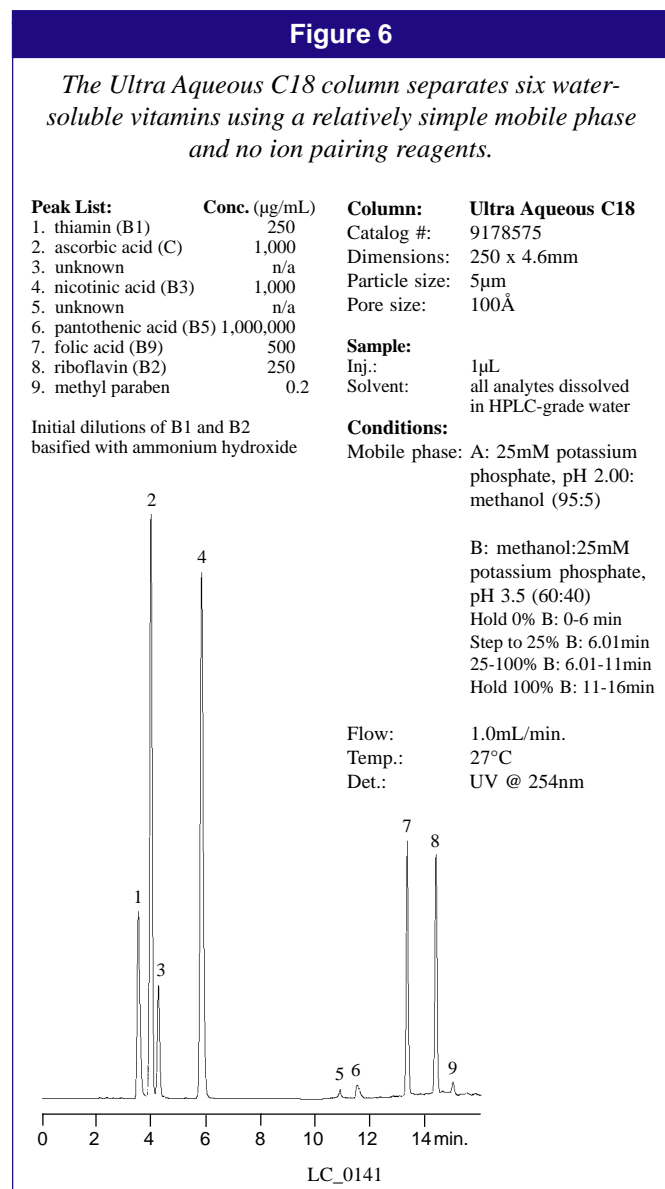 Figure 6
The Ultra Aqueous C18 column separates six water-
soluble vitamins using a relatively simple mobile phase
and no ion pairing reagents.
Peak List: Conc. (µg/mL)
1. thiamin (B1) 250
2. ascorbic acid (C) 1,000
3. unknown n/a
4. nicotinic acid (B3) 1,000
5. unknown n/a
6. pantothenic acid (B5) 1,000,000
7. folic acid (B9) 500
8. riboflavin (B2) 250
9. methyl paraben 0.2
Initial dilutions of B1 and B2
basified with ammonium hydroxide
Column: Ultra Aqueous C18
Catalog #: 9178575
Dimensions: 250 x 4.6mm
Particle size: 5µm
Pore size: 100Å
Sample:
Inj.: 1µL
Solvent: all analytes dissolved
in HPLC-grade water
Conditions:
Mobile phase: A: 25mM potassium
phosphate, pH 2.00:
methanol (95:5)
B: methanol:25mM
potassium phosphate,
pH 3.5 (60:40)
Hold 0% B: 0-6 min
Step to 25% B: 6.01min
25-100% B: 6.01-11min
Hold 100% B: 11-16min
Flow: 1.0mL/min.
Temp.: 27°C
Det.: UV @ 254nm
2
4
7
8
1
3
5 6 9
0 2 4 6 8 10 12 14 min.
LC_0141